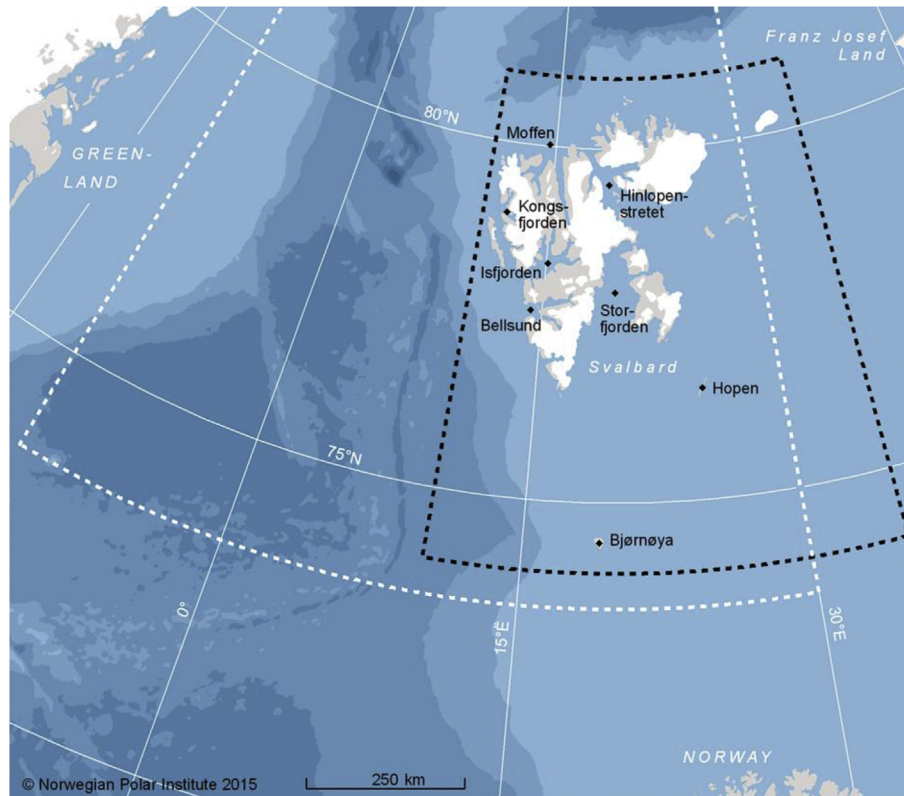 Franz Josef
Land
80°N
Moffen
GREEN-
LAND
Hinlopen-
stretet
Kongs-
fjorden
Isfjorden
Stor-
fjorden
Bellsund
Svalbard
Hopen
75°N
Bjørnøya
0°
15°E
30°E
NORWAY
© Norwegian Polar Institute 2015
250 km